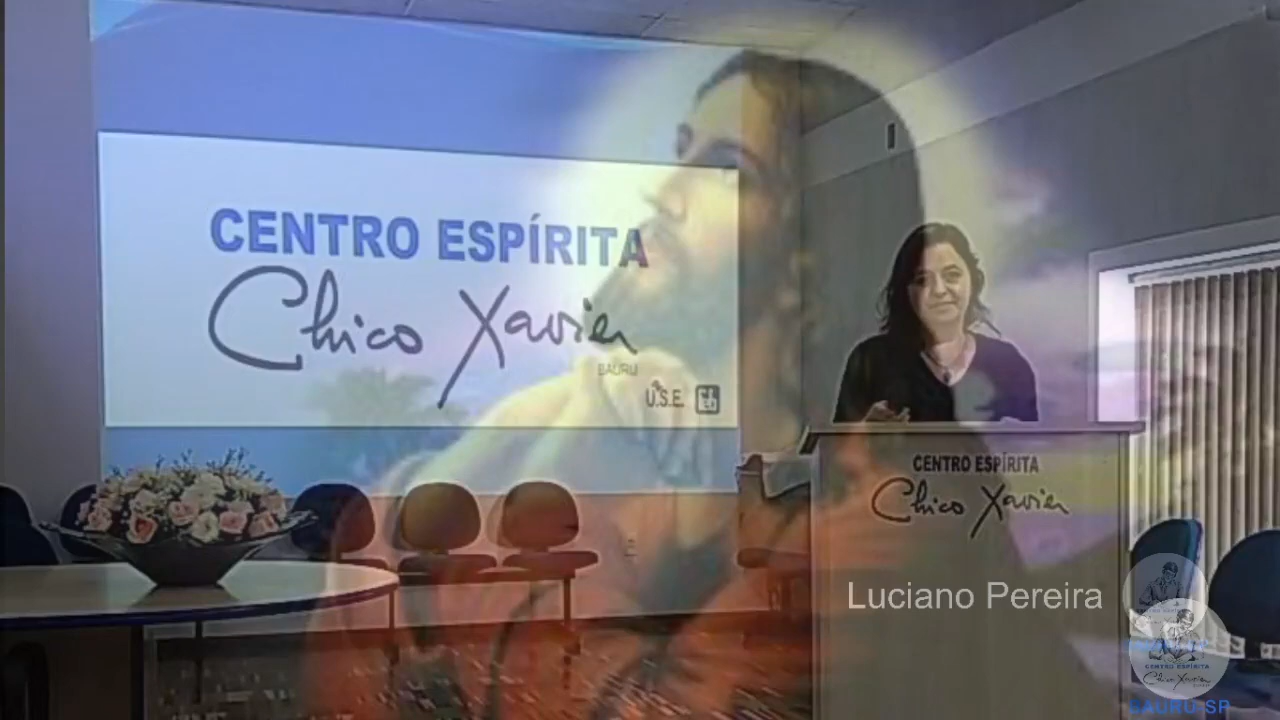 CENTRO ESPÍRITA
Chico Xavier
BAURU
U.S.E.
CENTRO ESPÍRITA
Chico Xavier
Luciano Pereira
CENTRO ESPÍRITA
Chico Xavier
BAURU SP